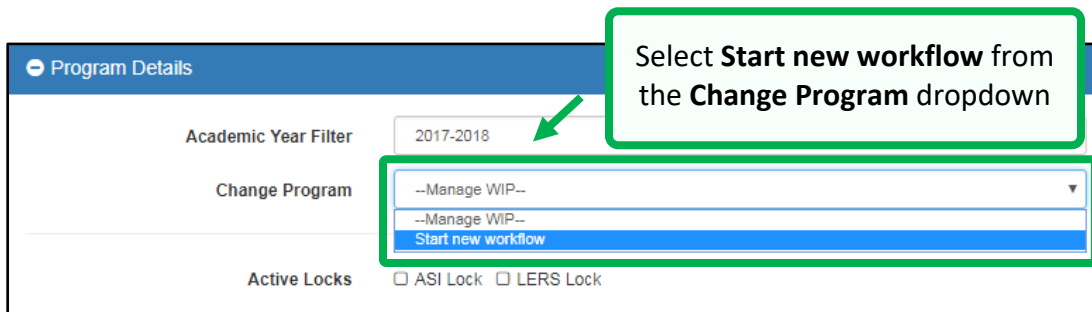 Select Start new workflow from
the Change Program dropdown
Program Details
Academic Year Filter 2017-2018
Change Program --Manage WIP--
--Manage WIP--
Start new workflow
Active Locks ASI Lock LERS Lock